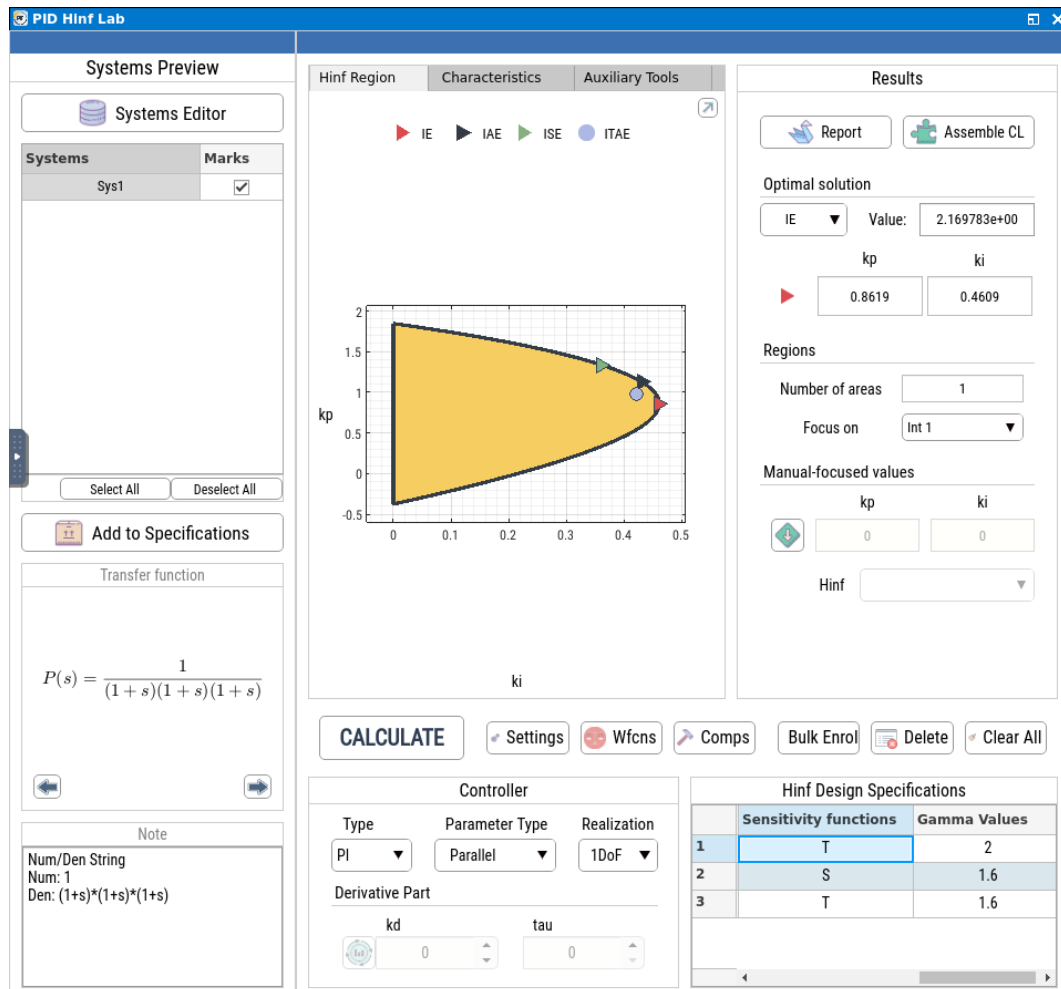 PID Hinf Lab
Systems Preview
Systems Editor
Systems Marks
Sys1
Select All Deselect All
Add to Specifications
Transfer function
P(s) = 1 / (1 + s)(1 + s)(1 + s)
Note
Num/Den String
Num: 1
Den: (1+s)*(1+s)*(1+s)
Hinf Region Characteristics Auxiliary Tools
IE IAE ISE ITAE
2
1.5
1
kp
0.5
0
-0.5
0 0.1 0.2 0.3 0.4 0.5
ki
Results
Report Assemble CL
Optimal solution
IE Value: 2.169783e+00
kp ki
0.8619 0.4609
Regions
Number of areas 1
Focus on Int 1
Manual-focused values
kp ki
0 0
Hinf
CALCULATE Settings Wfcns Comps Bulk Enrol Delete Clear All
Controller
Type Parameter Type Realization
PI Parallel 1DoF
Derivative Part
kd tau
0 0
Hinf Design Specifications
Sensitivity functions Gamma Values
1 T 2
2 S 1.6
3 T 1.6